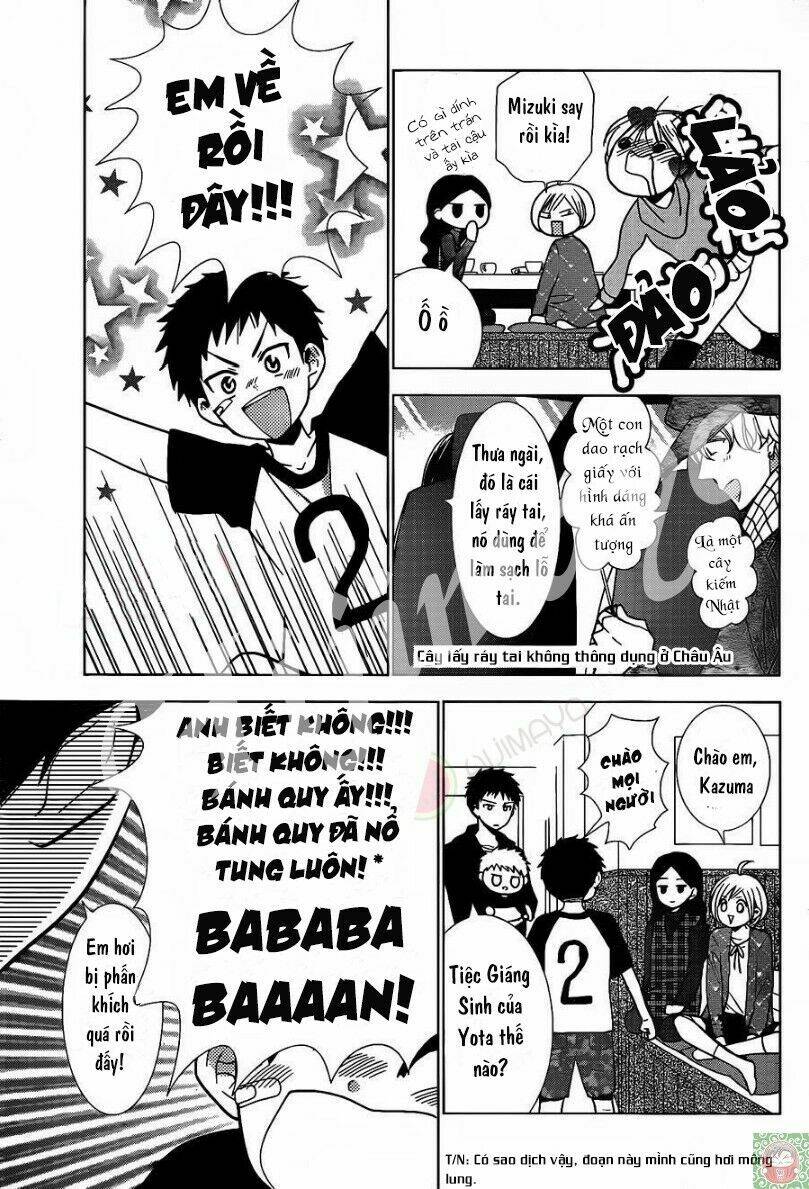 Mizuki say
rồi kìa!
Có gì dính
trên trán
và tai cậu
ấy kìa
LẢO
ĐẢO
Ố ồ
Là một
cây
kiếm
Nhật
Một con
dao rạch
giấy với
hình dáng
khá ấn
tượng
Thưa ngài,
đó là cái
lấy ráy tai,
nó dùng để
làm sạch lỗ
tai.
Cây lấy ráy tai không thông dụng ở Châu Âu
EM VỀ
RỒI
ĐÂY!!!
2
Chào em,
Kazuma
CHÀO
MỌI
NGƯỜI
2
Tiệc Giáng
Sinh của
Yota thế
nào?
ANH BIẾT KHÔNG!!!
BIẾT KHÔNG!!!
BÁNH QUY ẤY!!!,
BÁNH QUY ĐÃ NỔ
TUNG LUÔN! *
BABABA
BAAAAN!
Em hơi
bị phấn
khích
quá rồi
đấy!
T/N: Có sao dịch vậy, đoạn này mình cũng hơi mông
lung.